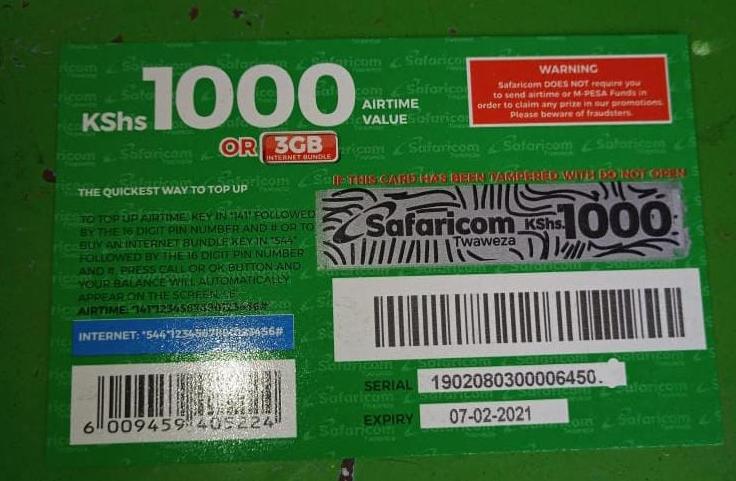 KShs 1000 AIRTIME VALUE
OR 3GB INTERNET BUNDLE
WARNING
Safaricom DOES NOT require you
to send airtime or M-PESA Funds in
order to claim any prize in our promotions.
Please beware of fraudsters.
IF THIS CARD HAS BEEN TAMPERED WITH DO NOT OPEN
THE QUICKEST WAY TO TOP UP
TO TOP UP AIRTIME, KEY IN *141* FOLLOWED
BY THE 16 DIGIT PIN NUMBER AND # OR TO
BUY AN INTERNET BUNDLE KEY IN *544*
FOLLOWED BY THE 16 DIGIT PIN NUMBER
AND #, PRESS CALL OR OK BUTTON AND
YOUR BALANCE WILL AUTOMATICALLY
APPEAR ON THE SCREEN
AIRTIME: *141*1234567890123456#
INTERNET: *544*1234567890123456#
Safaricom KShs.1000
Twaweza
6 009459 405224
SERIAL 1902080300006450.
EXPIRY 07-02-2021